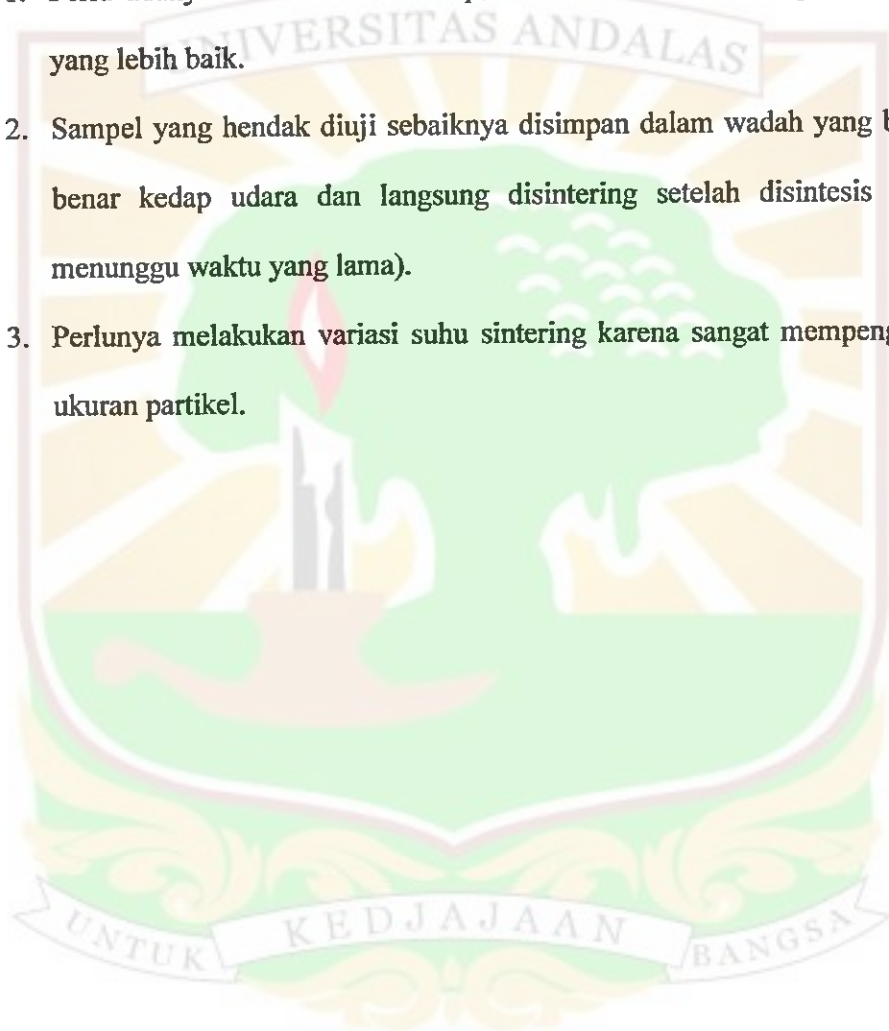 UNIVERSITAS ANDALAS
yang lebih baik.
2. Sampel yang hendak diuji sebaiknya disimpan dalam wadah yang
benar kedap udara dan langsung disintering setelah disintesis
menunggu waktu yang lama).
3. Perlunya melakukan variasi suhu sintering karena sangat
ukuran partikel.
UNTUK KEDJAJAAN BANGSA